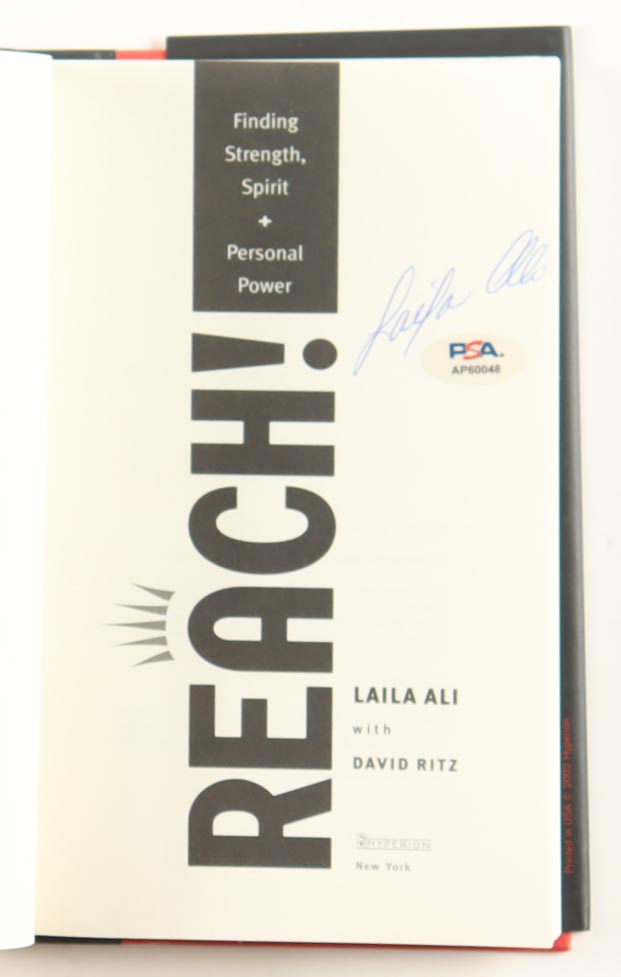 Finding
Strength,
Spirit
+
Personal
Power
REACH!
Laila Ali
PSA.
AP60048
LAILA ALI
with
DAVID RITZ
HYPERION
New York
Printed in USA © 2002 Hyperion